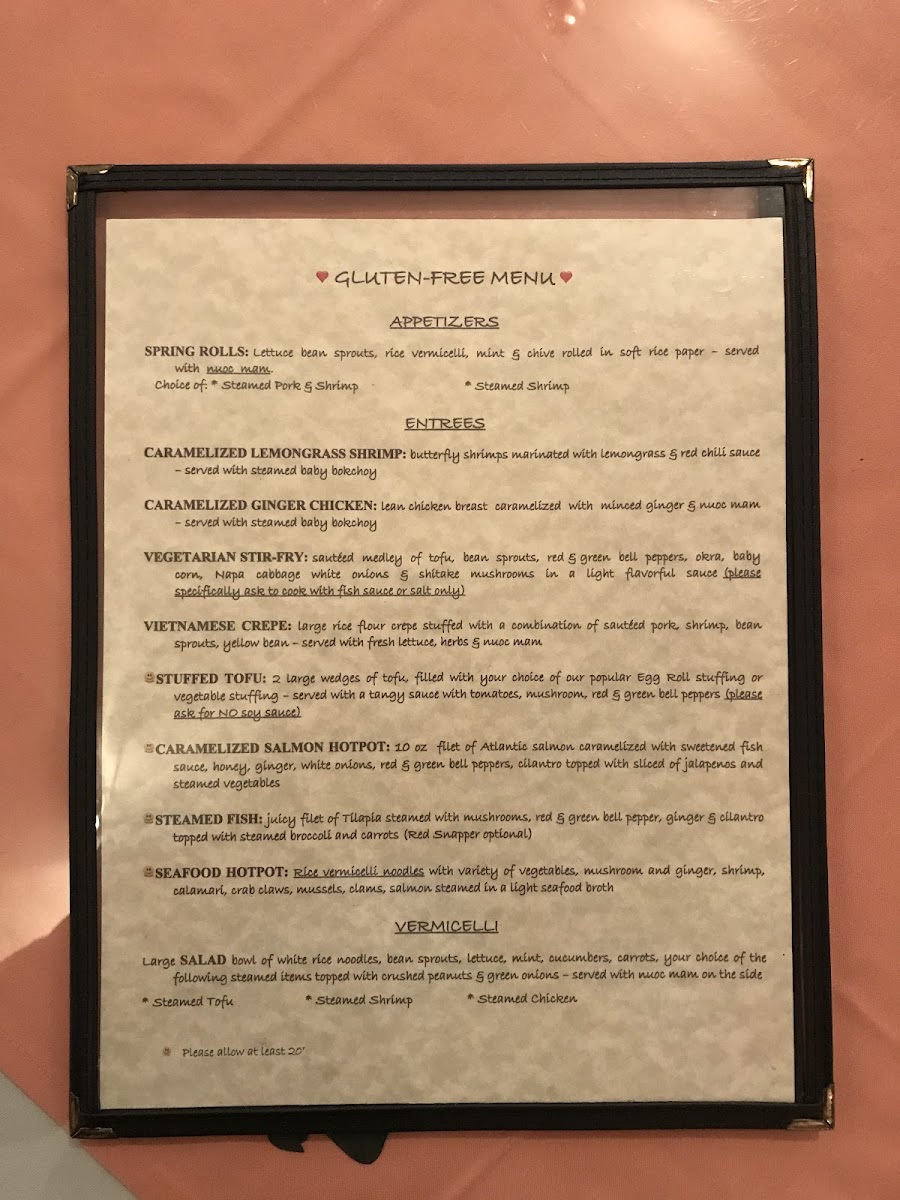 GLUTEN-FREE MENU
APPETIZERS
SPRING ROLLS: Lettuce bean sprouts, rice vermicelli, mint & chive rolled in soft rice paper – served
with nuoc mam.
Choice of: * Steamed Pork & Shrimp * Steamed Shrimp
ENTREES
CARAMELIZED LEMONGRASS SHRIMP: butterfly shrimps marinated with lemongrass & red chili sauce
– served with steamed baby bokchoy
CARAMELIZED GINGER CHICKEN: lean chicken breast caramelized with minced ginger & nuoc mam
– served with steamed baby bokchoy
VEGETARIAN STIR-FRY: sautéed medley of tofu, bean sprouts, red & green bell peppers, okra, baby
corn, Napa cabbage white onions & shitake mushrooms in a light flavorful sauce (please
specifically ask to cook with fish sauce or salt only)
VIETNAMESE CREPE: large rice flour crepe stuffed with a combination of sautéed pork, shrimp, bean
sprouts, yellow bean – served with fresh lettuce, herbs & nuoc mam
STUFFED TOFU: 2 large wedges of tofu, filled with your choice of our popular Egg Roll stuffing or
vegetable stuffing – served with a tangy sauce with tomatoes, mushroom, red & green bell peppers (please
ask for NO soy sauce)
CARAMELIZED SALMON HOTPOT: 10 oz filet of Atlantic salmon caramelized with sweetened fish
sauce, honey, ginger, white onions, red & green bell peppers, cilantro topped with sliced of jalapenos and
steamed vegetables
STEAMED FISH: juicy filet of Tilapia steamed with mushrooms, red & green bell pepper, ginger & cilantro
topped with steamed broccoli and carrots (Red Snapper optional)
SEAFOOD HOTPOT: Rice vermicelli noodles with variety of vegetables, mushroom and ginger, shrimp,
calamari, crab claws, mussels, clams, salmon steamed in a light seafood broth
VERMICELLI
Large SALAD bowl of white rice noodles, bean sprouts, lettuce, mint, cucumbers, carrots, your choice of the
following steamed items topped with crushed peanuts & green onions – served with nuoc mam on the side
* Steamed Tofu * Steamed Shrimp * Steamed Chicken
Please allow at least 20'